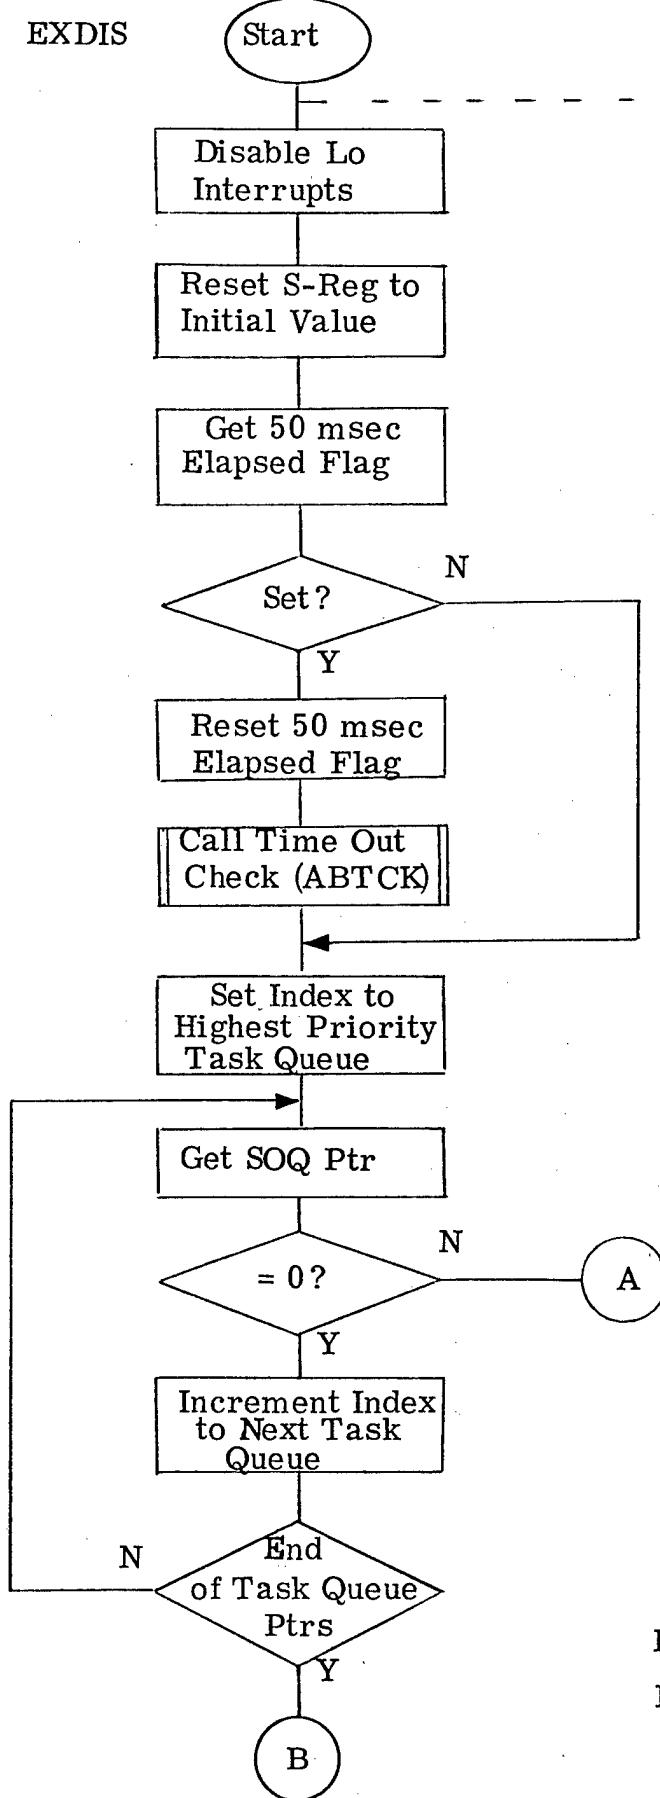 EXDIS
Start
Disable Lo
Interrupts
Reset S-Reg to
Initial Value
Get 50 msec
Elapsed Flag
N
Set?
Y
Reset 50 msec
Elapsed Flag
Call Time Out
Check (ABTCK)
Set Index to
Highest Priority
Task Queue
Get SOQ Ptr
N
= 0?
A
Y
Increment Index
to Next Task
Queue
N
End
of Task Queue
Ptrs
Y
B